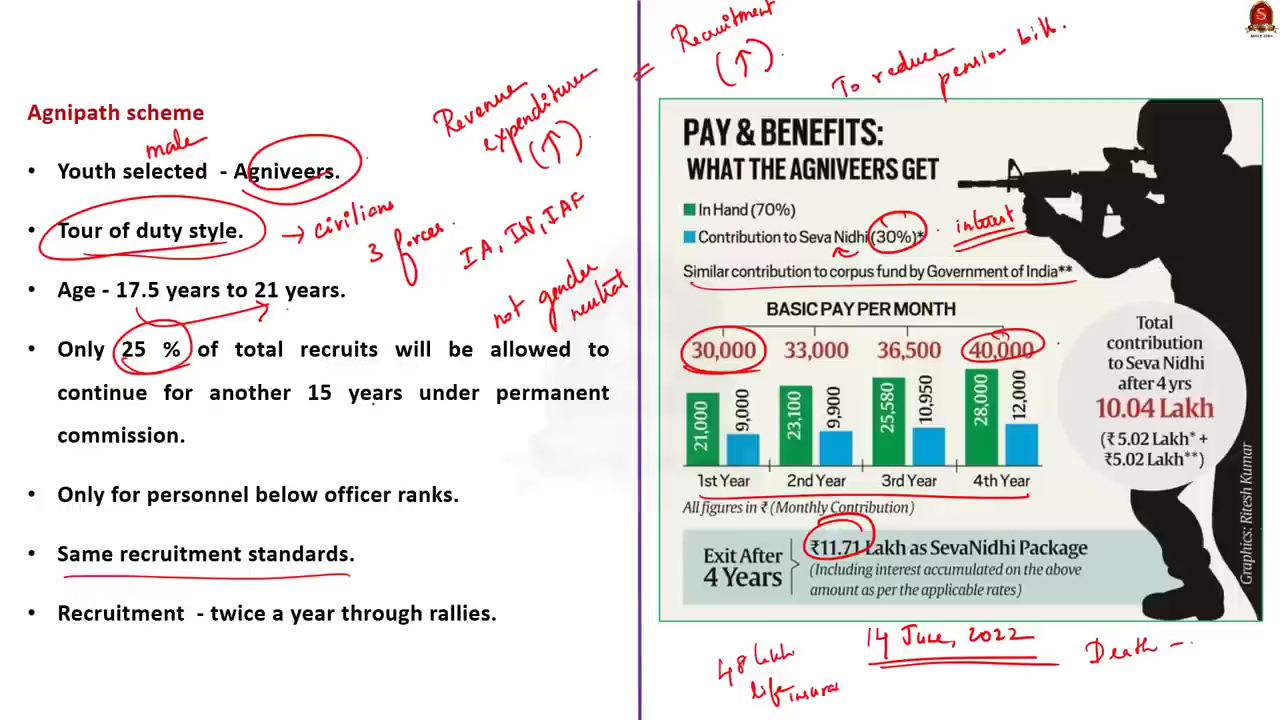 Recruitment
(↑)
=
Revenue
expenditure
(↑)
To reduce
pension bill.
Agnipath scheme
male
• Youth selected - Agniveers.
• Tour of duty style.
→ civilians
3 forces.
IA, IN, IAF
• Age - 17.5 years to 21 years.
not gender
neutral
• Only 25 % of total recruits will be allowed to
continue for another 15 years under permanent
commission.
• Only for personnel below officer ranks.
• Same recruitment standards.
• Recruitment - twice a year through rallies.
PAY & BENEFITS:
WHAT THE AGNIVEERS GET
In Hand (70%)
Contribution to Seva Nidhi (30%)*
interest
Similar contribution to corpus fund by Government of India**
BASIC PAY PER MONTH
30,000 33,000 36,500 40,000
21,000 9,000 23,100 9,900 25,580 10,950 28,000 12,000
1st Year 2nd Year 3rd Year 4th Year
All figures in ₹ (Monthly Contribution)
Total
contribution
to Seva Nidhi
after 4 yrs
10.04 Lakh
(₹5.02 Lakh* +
₹5.02 Lakh**)
Exit After
4 Years
₹11.71 Lakh as SevaNidhi Package
(Including interest accumulated on the above
amount as per the applicable rates)
Graphics: Ritesh Kumar
48 lakh
life
14 June, 2022
Death -